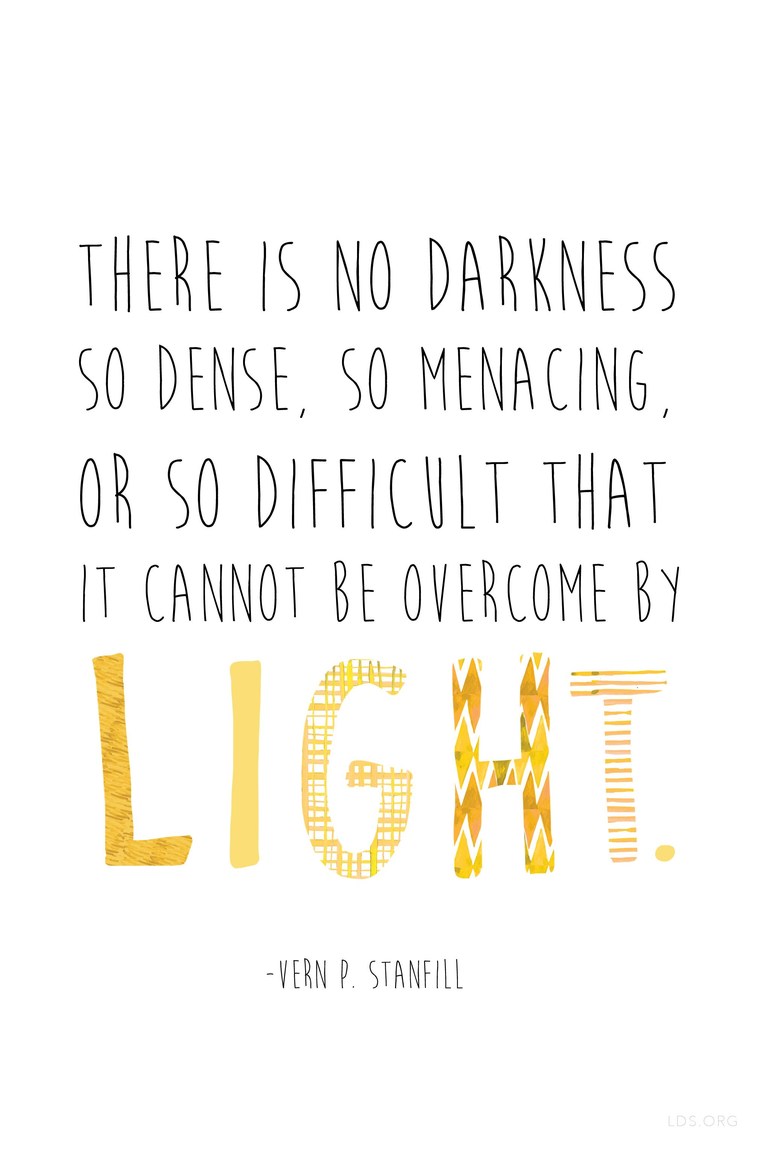 THERE IS NO DARKNESS
SO DENSE, SO MENACING,
OR SO DIFFICULT THAT
IT CANNOT BE OVERCOME BY
LIGHT.
-VERN P. STANFILL
LDS.ORG